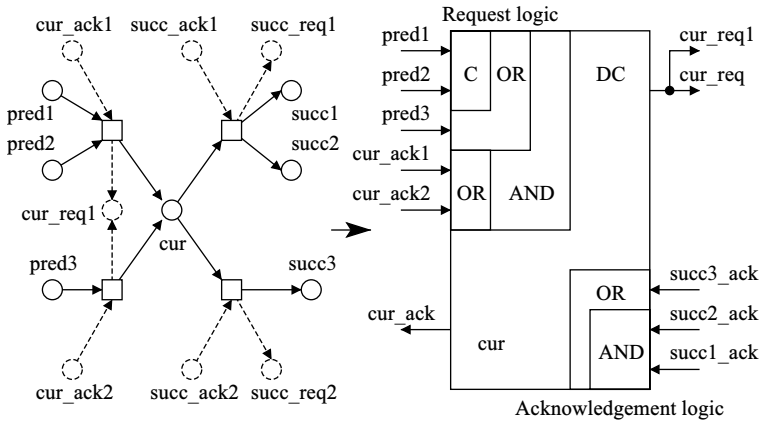 cur_ack1
succ_ack1
succ_req1
pred1
succ1
pred2
succ2
cur_req1
cur
pred3
succ3
cur_ack2
succ_ack2
succ_req2
Request logic
pred1
cur_req1
C
OR
DC
pred2
cur_req
pred3
cur_ack1
OR
AND
cur_ack2
succ3_ack
OR
cur_ack
succ2_ack
cur
AND
succ1_ack
Acknowledgement logic